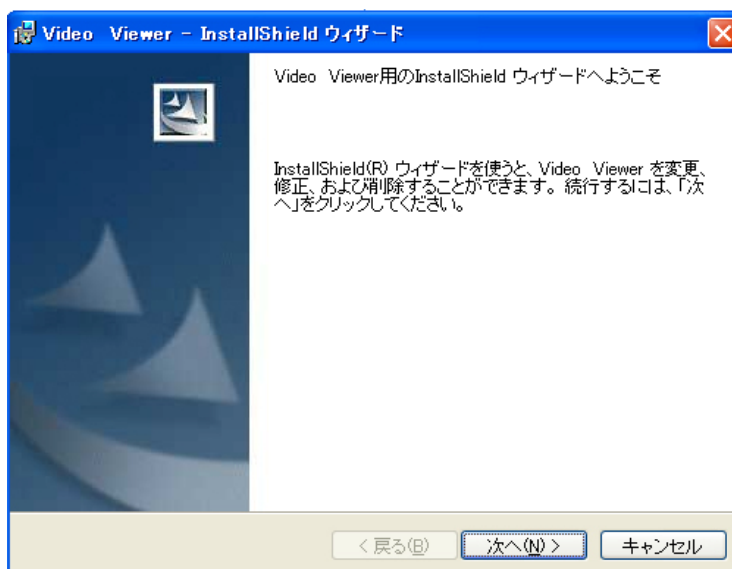 Video Viewer - InstallShield ウィザード
Video Viewer用のInstallShield ウィザードへようこそ
InstallShield(R) ウィザードを使うと、Video Viewer を変更、
修正、および削除することができます。続行するには、「次
へ」をクリックしてください。
< 戻る(B)
次へ(N) >
キャンセル